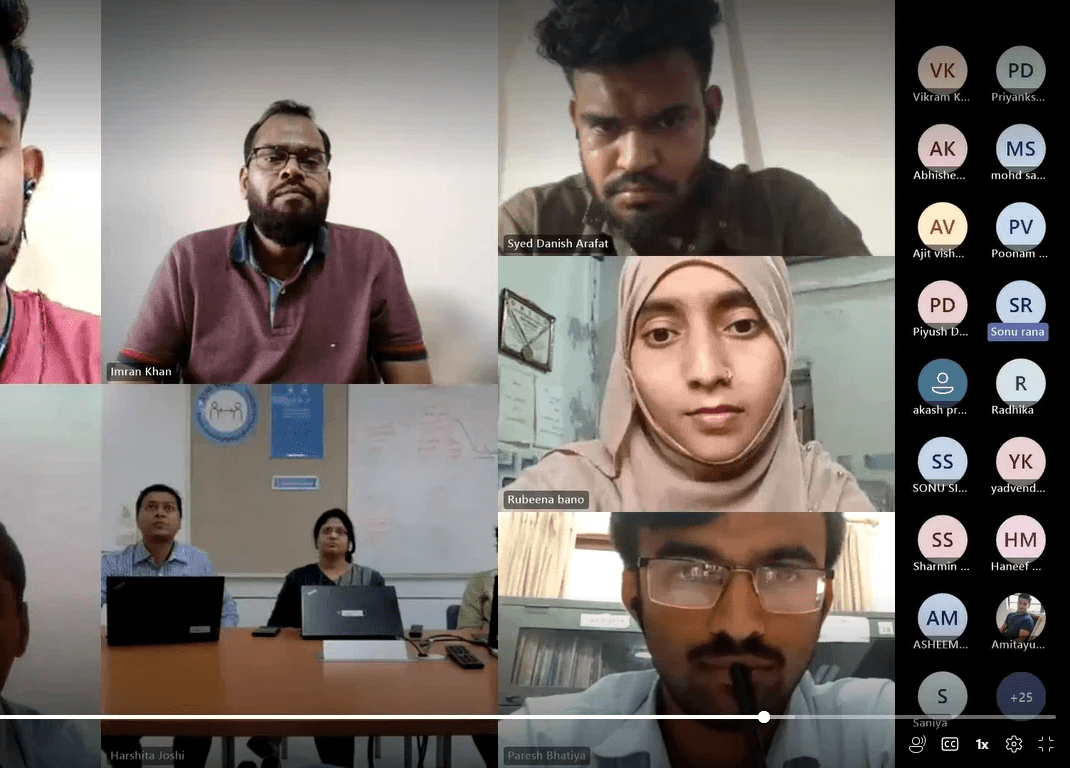 Imran Khan
Syed Danish Arafat
Rubeena bano
Harshita Joshi
Paresh Bhatiya
VK
Vikram K...
PD
Priyanks...
AK
Abhishe...
MS
mohd sa...
AV
Ajit vish...
PV
Poonam ...
PD
Piyush D...
SR
Sonu rana
akash pr...
R
Radhika
SS
SONU SI...
YK
yadvend...
SS
Sharmin ...
HM
Haneef ...
AM
ASHEEM...
Amitayu...
S
Saniya
+25
CC
1x